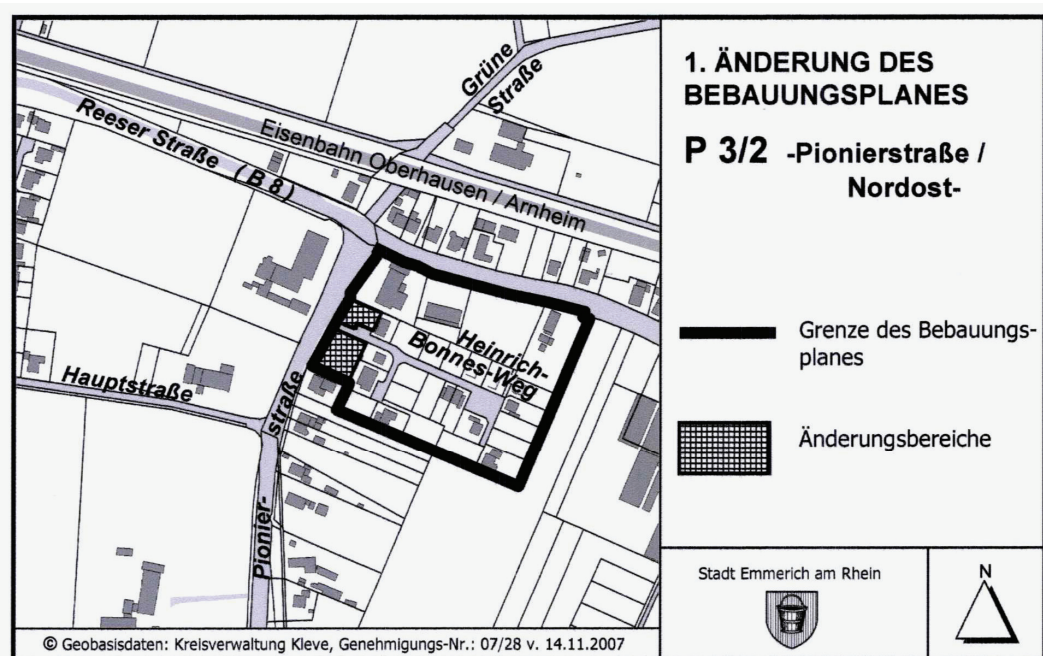 1. ÄNDERUNG DES
BEBAUUNGSPLANES
P 3/2 -Pionierstraße /
Nordost-
Grüne
Straße
Reeser Straße (B 8)
Eisenbahn Oberhausen / Arnheim
Heinrich-
Bonnes-Weg
Hauptstraße
Pionier-
straße
Grenze des Bebauungs-
planes
Änderungsbereiche
Stadt Emmerich am Rhein
N
© Geobasisdaten: Kreisverwaltung Kleve, Genehmigungs-Nr.: 07/28 v. 14.11.2007